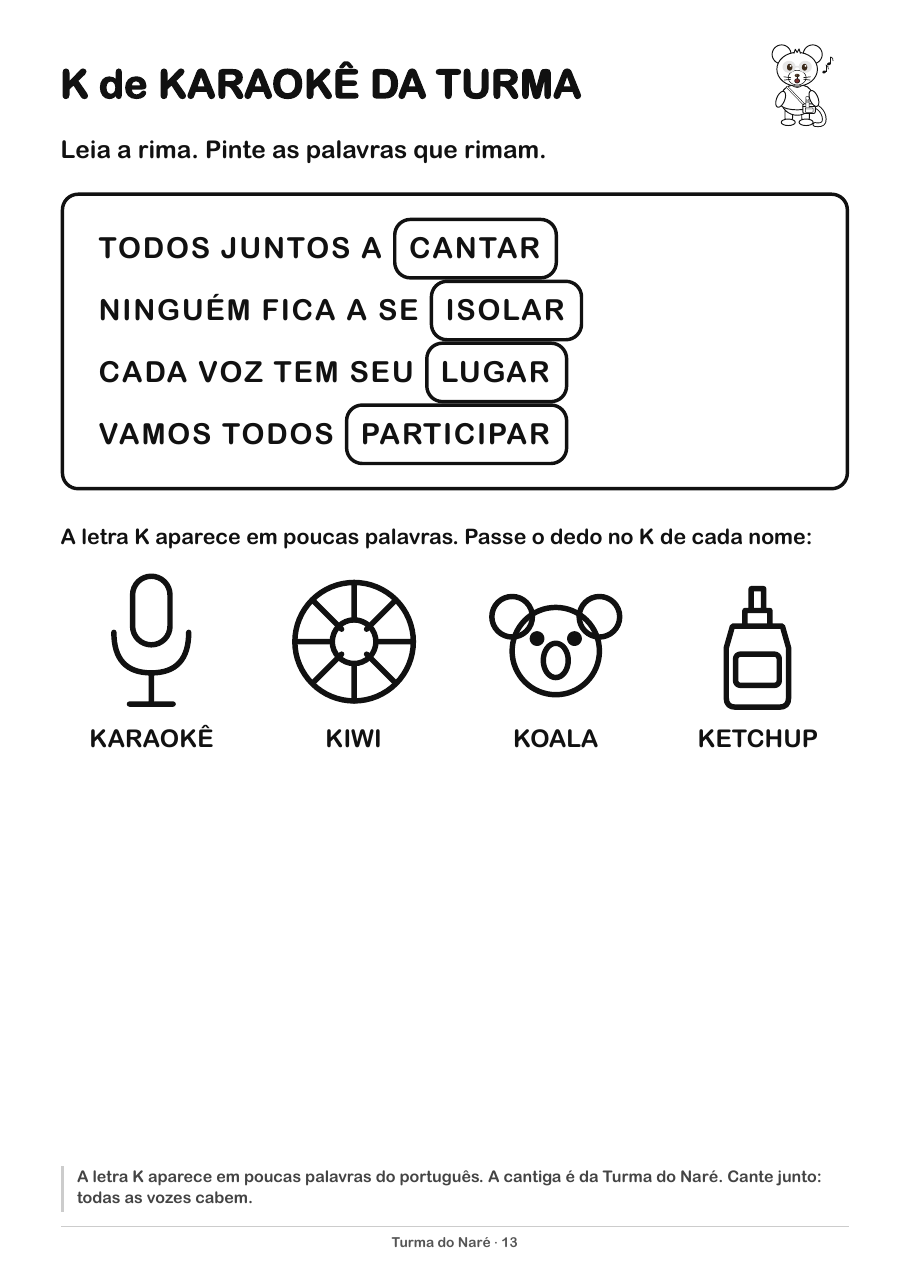 K de KARAOKÊ DA TURMA
Leia a rima. Pinte as palavras que rimam.
TODOS JUNTOS A CANTAR
NINGUÉM FICA A SE ISOLAR
CADA VOZ TEM SEU LUGAR
VAMOS TODOS PARTICIPAR
A letra K aparece em poucas palavras. Passe o dedo no K de cada nome:
KARAOKÊ KIWI KOALA KETCHUP
A letra K aparece em poucas palavras do português. A cantiga é da Turma do Naré. Cante junto:
todas as vozes cabem.
Turma do Naré · 13